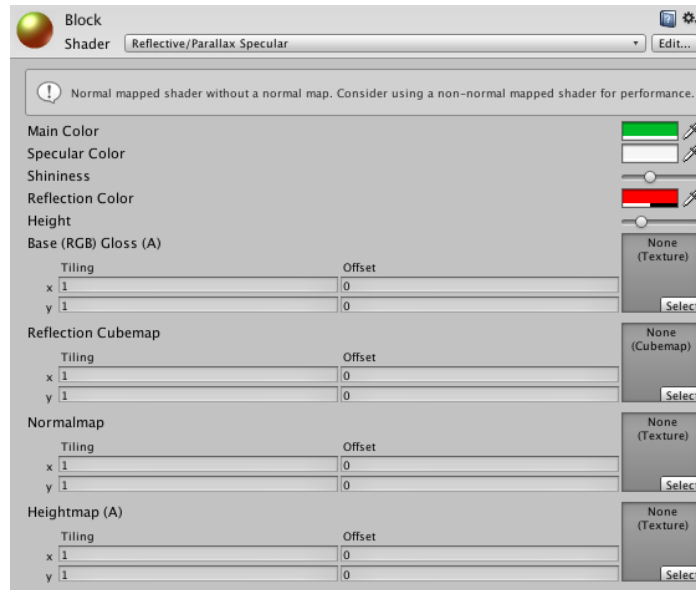 Block
Shader Reflective/Parallax Specular Edit...
Normal mapped shader without a normal map. Consider using a non-normal mapped shader for performance.
Main Color
Specular Color
Shininess
Reflection Color
Height
Base (RGB) Gloss (A) None
(Texture)
Tiling Offset
x 1 0
y 1 0 Select
Reflection Cubemap None
(Cubemap)
Tiling Offset
x 1 0
y 1 0 Select
Normalmap None
(Texture)
Tiling Offset
x 1 0
y 1 0 Select
Heightmap (A) None
(Texture)
Tiling Offset
x 1 0
y 1 0 Select